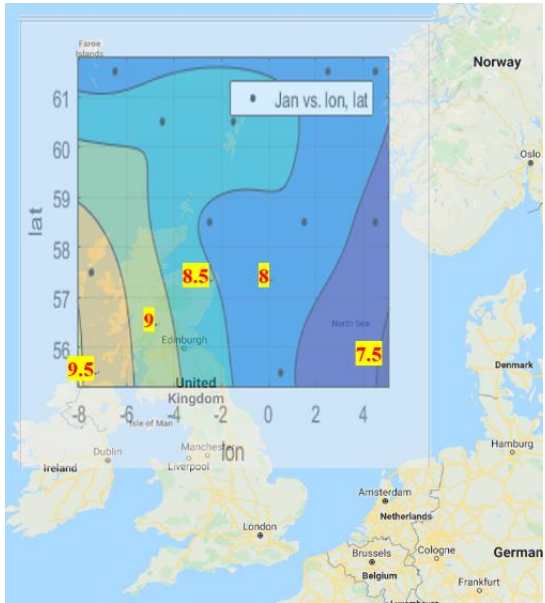 Faroe
Islands
Norway
61
Jan vs. lon, lat
60
Oslo
59
lat
58
8.5
8
57
9
North Sea
56
Edinburgh
7.5
9.5
Denmark
United
Kingdom
-8
-6
-4
-2
0
2
4
Isle of Man
lon
Dublin
Manchester
Hamburg
Ireland
Liverpool
Amsterdam
Netherlands
London
Brussels
Cologne
German
Belgium
Frankfurt